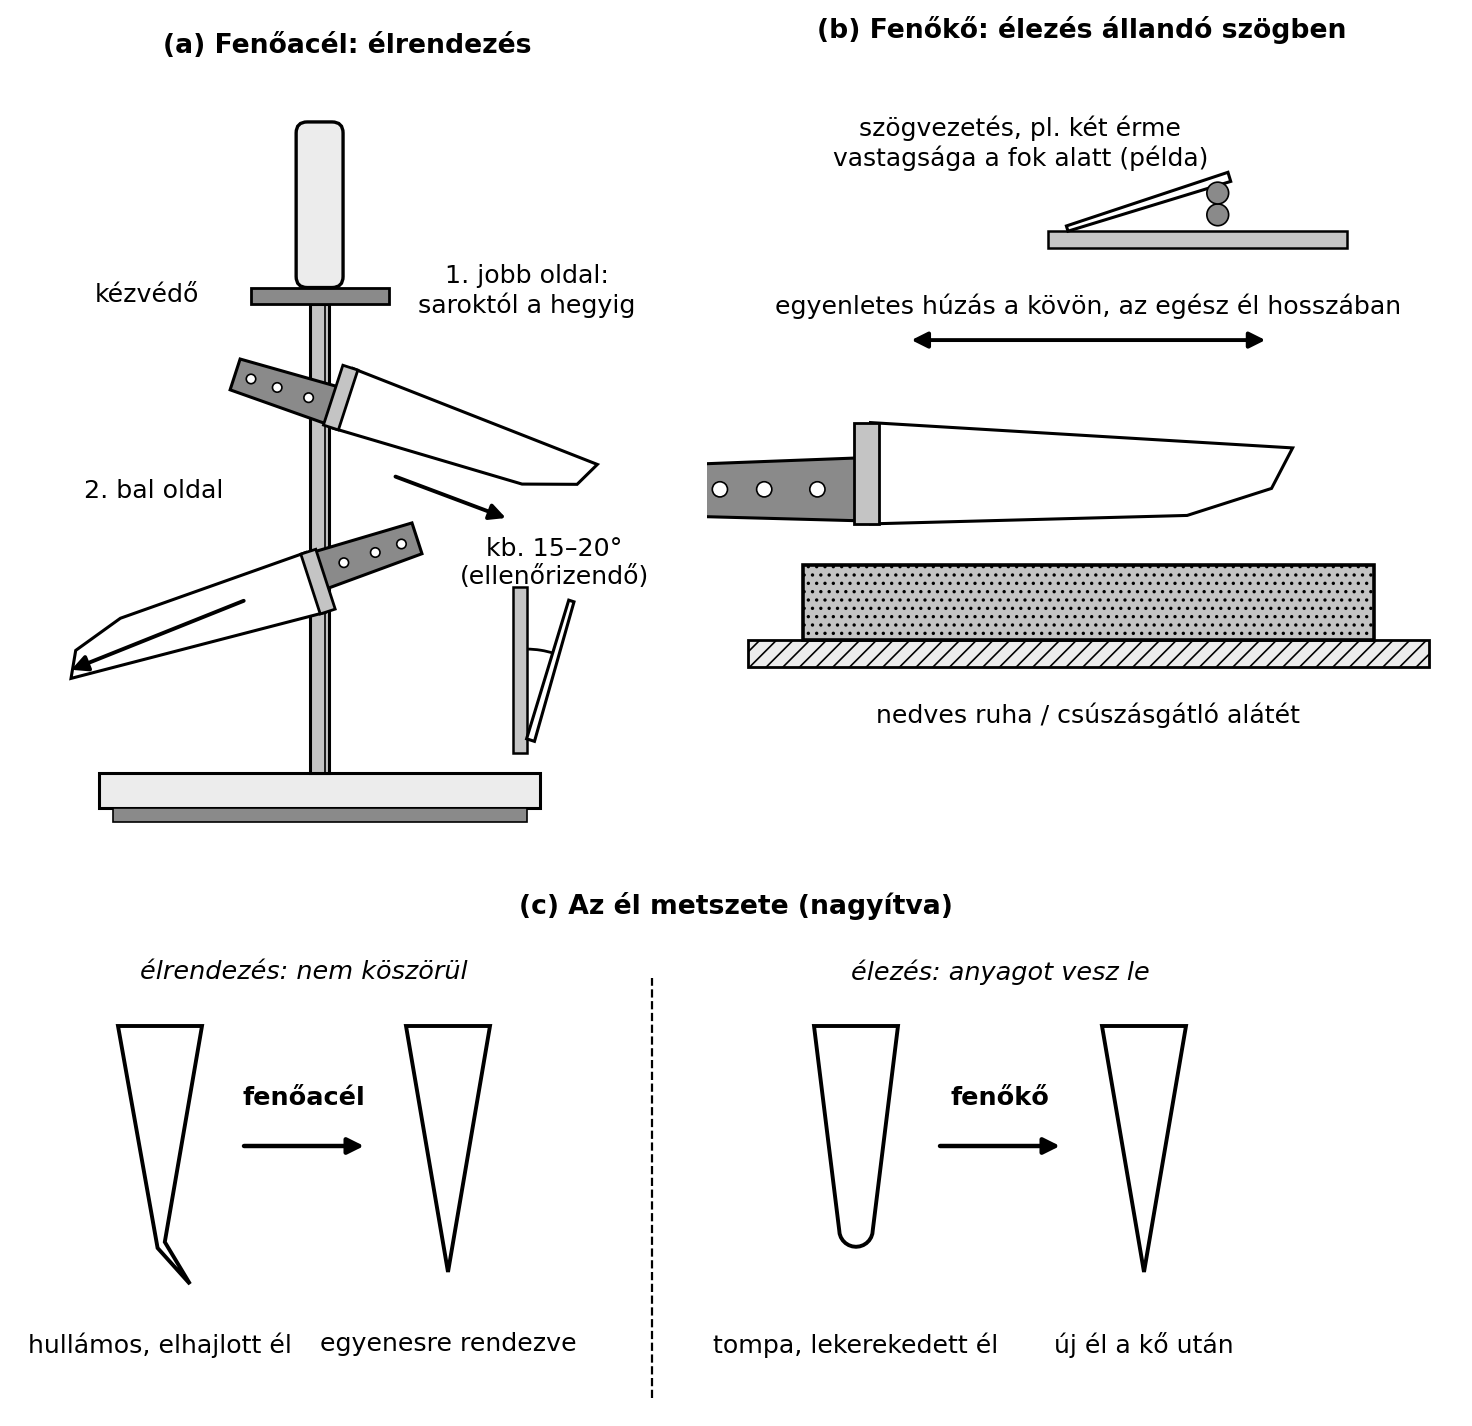 (a) Fenőacél: élrendezés
kézvédő
1. jobb oldal:
saroktól a hegyig
2. bal oldal
kb. 15–20°
(ellenőrizendő)
(b) Fenőkő: élezés állandó szögben
szögvezetés, pl. két érme
vastagsága a fok alatt (példa)
egyenletes húzás a kövön, az egész él hosszában
nedves ruha / csúszásgátló alátét
(c) Az él metszete (nagyítva)
élrendezés: nem köszörül
fenőacél
hullámos, elhajlott él
egyenesre rendezve
élezés: anyagot vesz le
fenőkő
tompa, lekerekedett él
új él a kő után